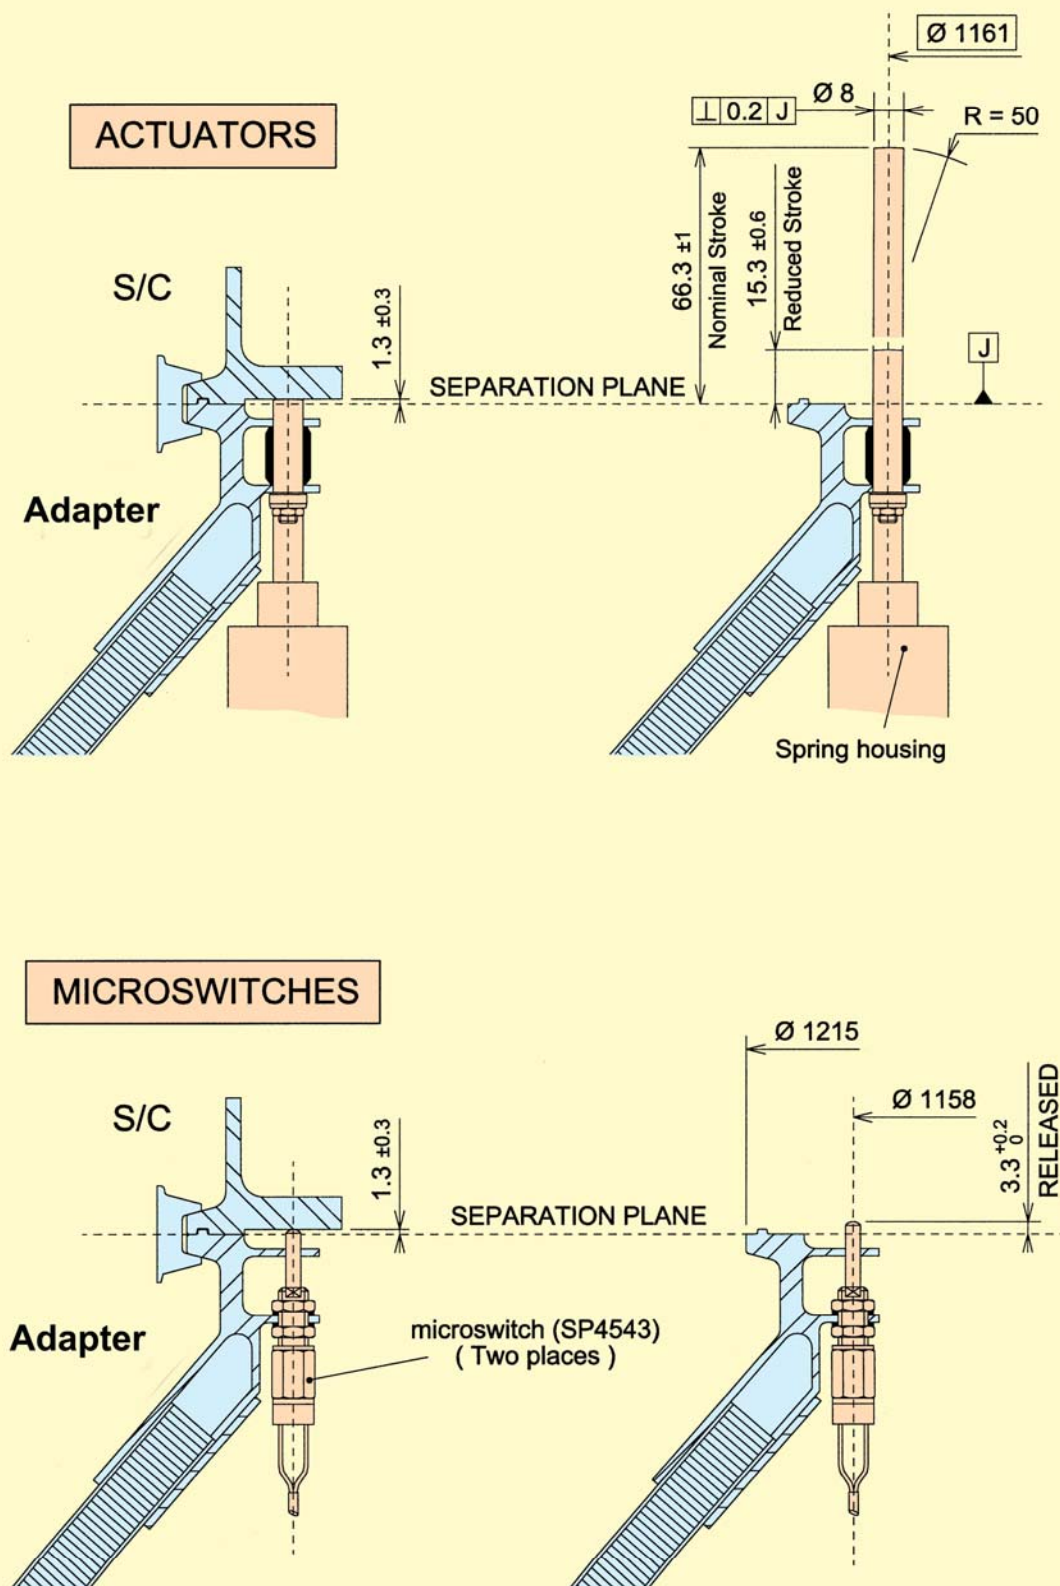 Ø 1161
ACTUATORS
⊥ 0.2 J
Ø 8
R = 50
66.3 ±1
Nominal Stroke
15.3 ±0.6
Reduced Stroke
S/C
1.3 ±0.3
SEPARATION PLANE
J
Adapter
Spring housing
MICROSWITCHES
Ø 1215
S/C
Ø 1158
1.3 ±0.3
3.3 +0.2 0
RELEASED
SEPARATION PLANE
Adapter
microswitch (SP4543)
( Two places )